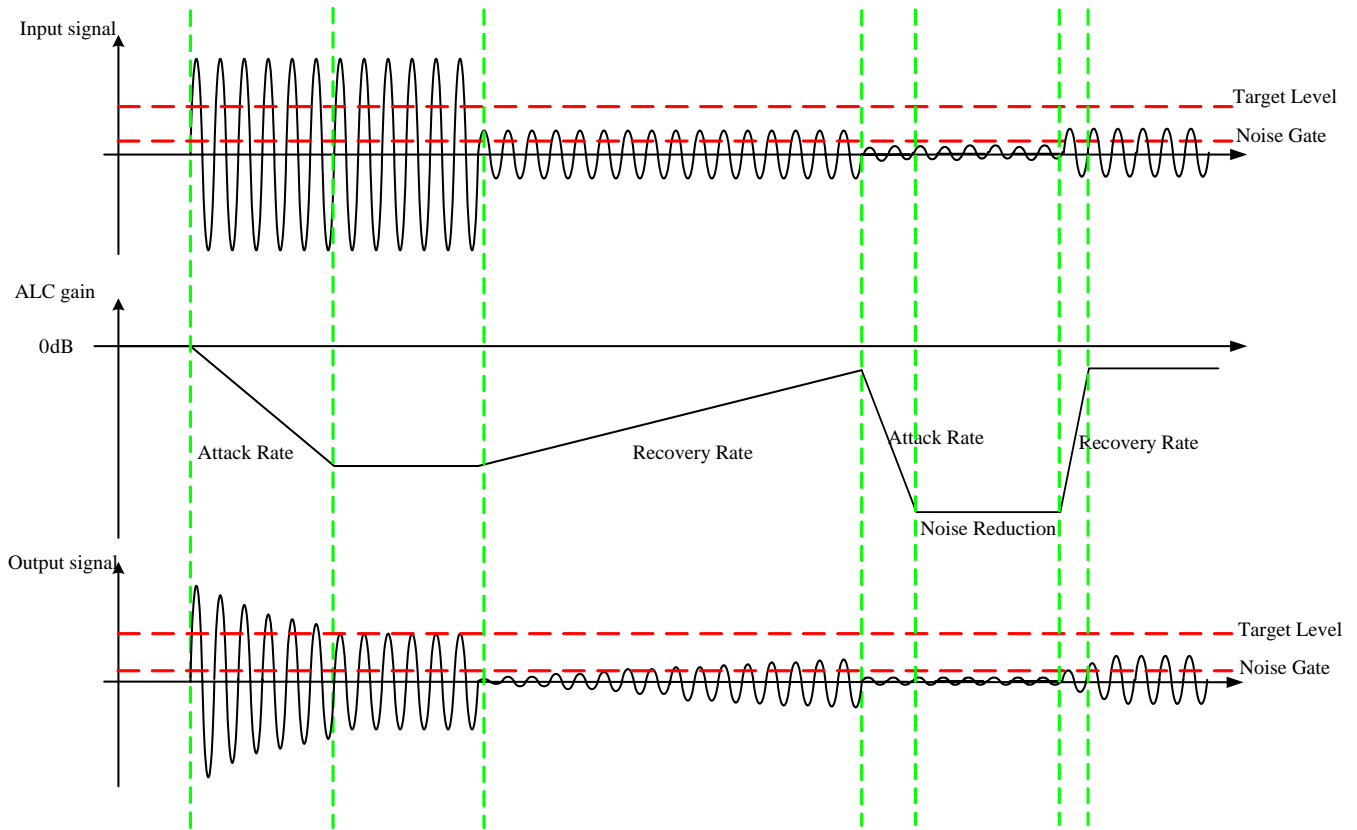 Input signal
Target Level
Noise Gate
ALC gain
0dB
Attack Rate
Recovery Rate
Attack Rate
Recovery Rate
Noise Reduction
Output signal
Target Level
Noise Gate